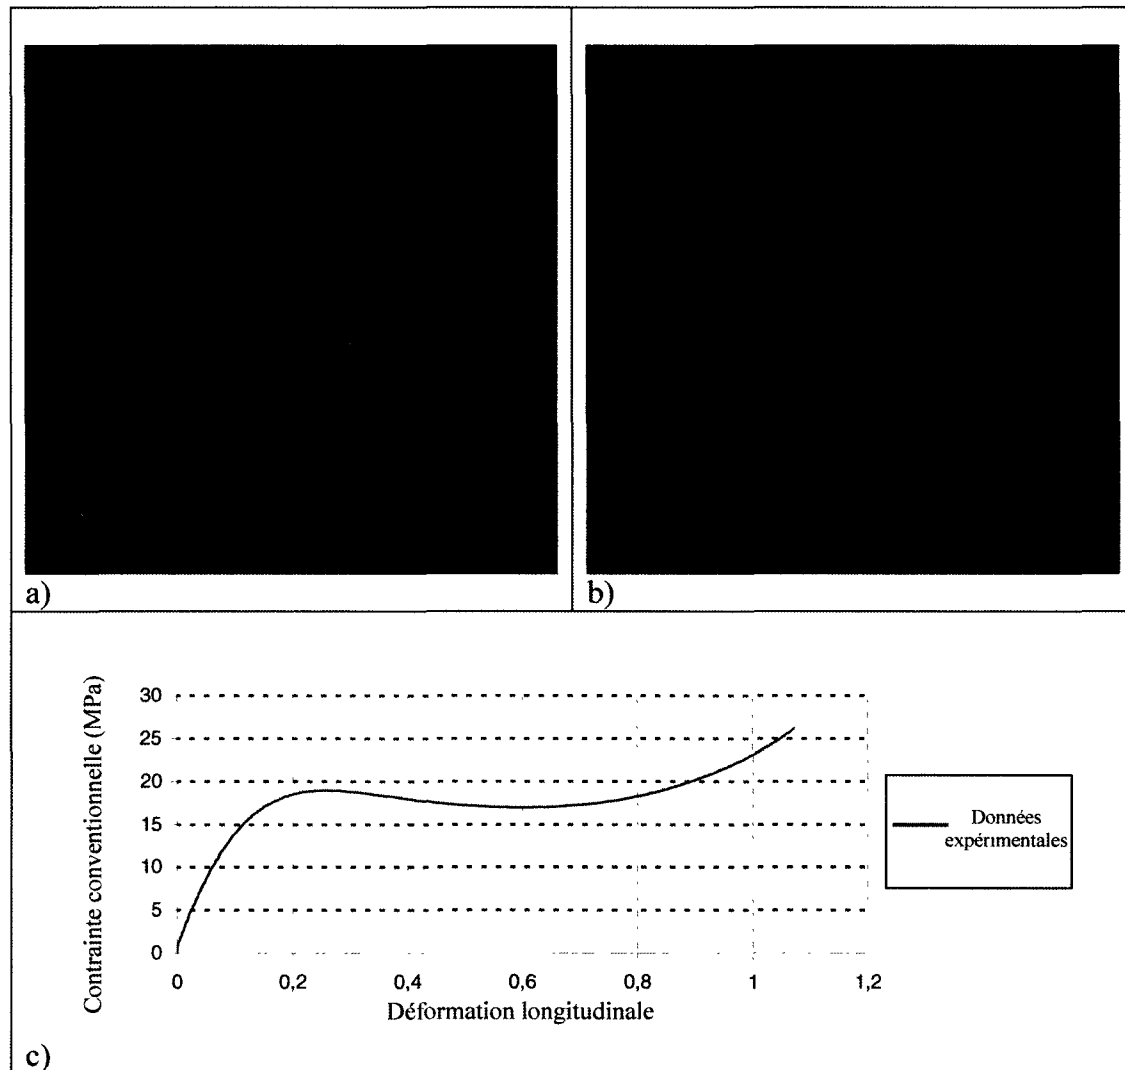 a)
b)
Contrainte conventionnelle (MPa)
30
25
20
15
10
5
0
0
0,2
0,4
0,6
0,8
1
1,2
Déformation longitudinale
Données
expérimentales
c)